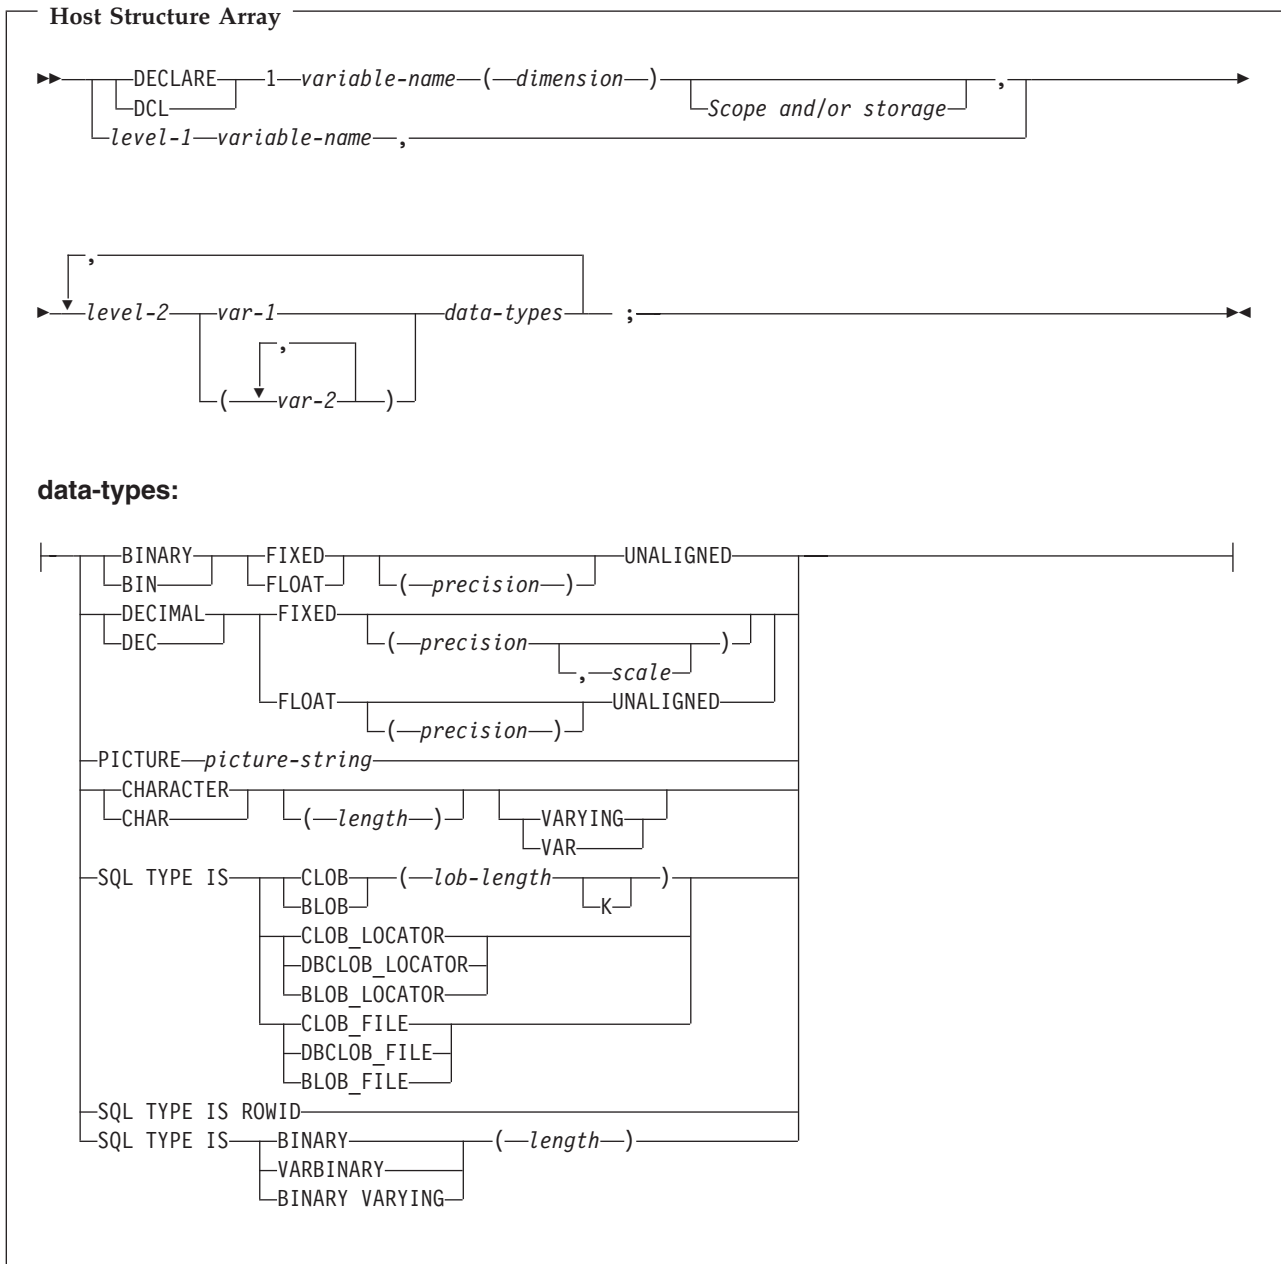 Host Structure Array
DECLARE 1 variable-name ( dimension ) ,
DCL Scope and/or storage
level-1 variable-name ,
,
level-2 var-1 data-types ;
,
( var-2 )
data-types:
BINARY FIXED UNALIGNED
BIN FLOAT ( precision )
DECIMAL FIXED
DEC ( precision )
, scale
FLOAT UNALIGNED
( precision )
PICTURE picture-string
CHARACTER
CHAR ( length ) VARYING
VAR
SQL TYPE IS CLOB ( lob-length )
BLOB K
CLOB_LOCATOR
DBCLOB_LOCATOR
BLOB_LOCATOR
CLOB_FILE
DBCLOB_FILE
BLOB_FILE
SQL TYPE IS ROWID
SQL TYPE IS BINARY ( length )
VARBINARY
BINARY VARYING